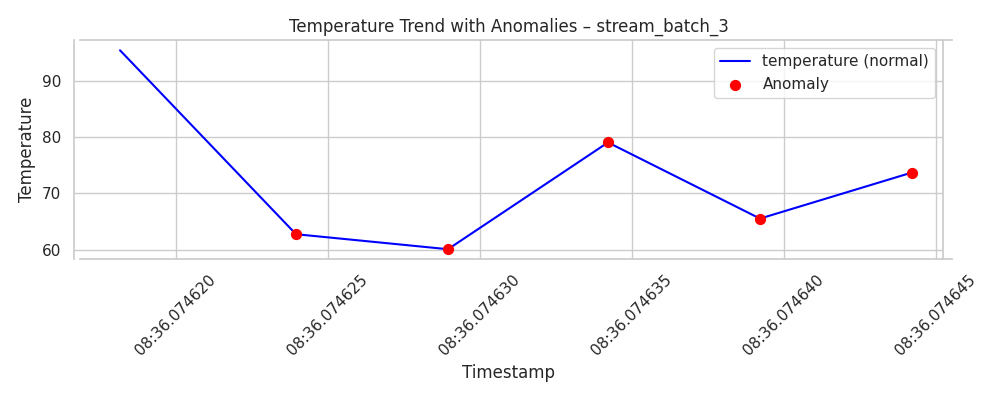 Temperature Trend with Anomalies – stream_batch_3
temperature (normal)
Anomaly
Temperature
90
80
70
60
08:36.074620
08:36.074625
08:36.074630
08:36.074635
08:36.074640
08:36.074645
Timestamp